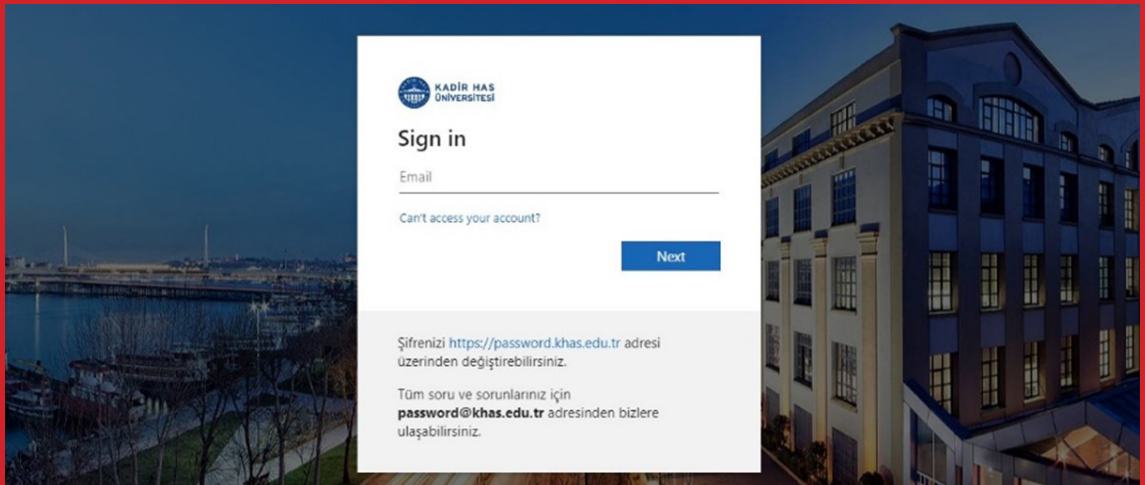 KADİR HAS
ÜNİVERSİTESİ
Sign in
Email
Can't access your account?
Next
Şifrenizi https://password.khas.edu.tr adresi
üzerinden değiştirebilirsiniz.
Tüm soru ve sorunlarınız için
password@khas.edu.tr adresinden bizlere
ulaşabilirsiniz.